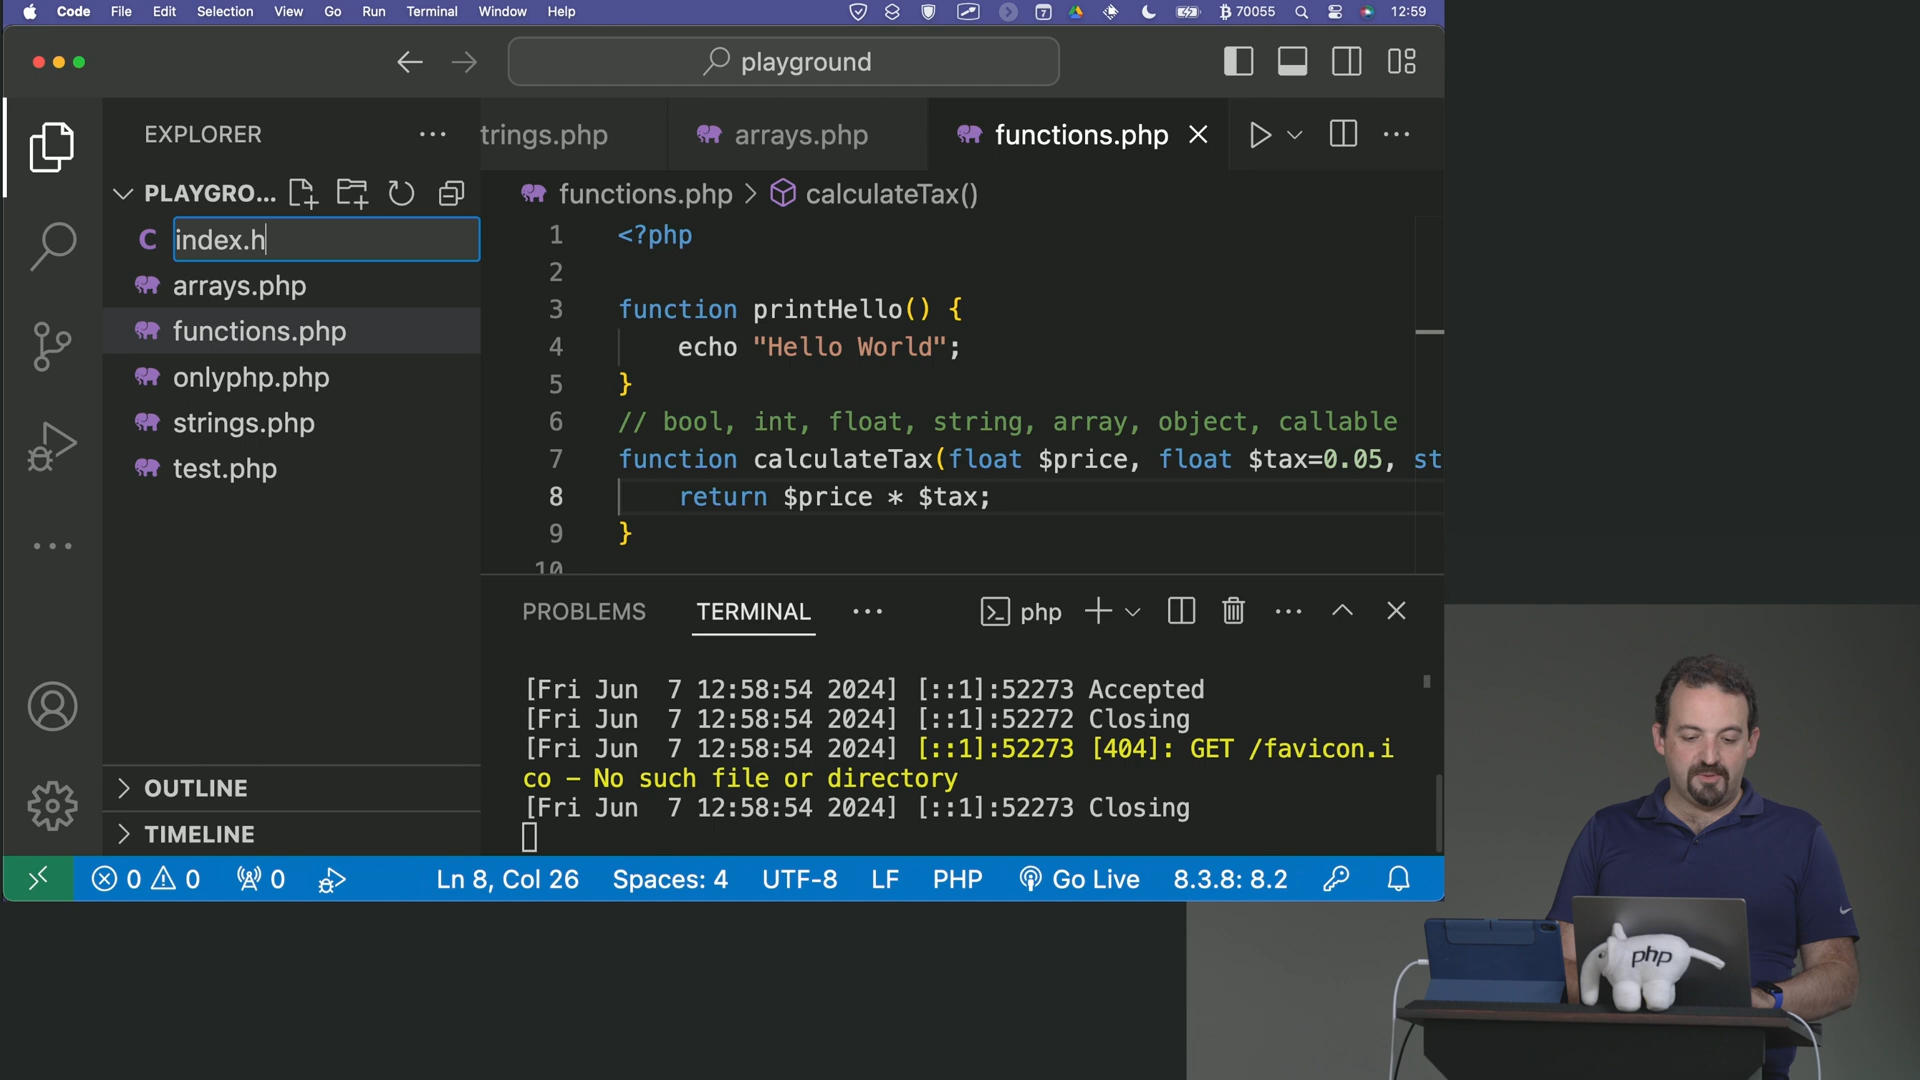 Code File Edit Selection View Go Run Terminal Window Help
7 ₿ 70055 12:59
playground
EXPLORER
trings.php arrays.php functions.php
PLAYGRO...
functions.php > calculateTax()
C index.h
arrays.php
functions.php
onlyphp.php
strings.php
test.php
1 <?php
2
3 function printHello() {
4 echo "Hello World";
5 }
6 // bool, int, float, string, array, object, callable
7 function calculateTax(float $price, float $tax=0.05, st
8 return $price * $tax;
9 }
10
PROBLEMS TERMINAL php
[Fri Jun 7 12:58:54 2024] [::1]:52273 Accepted
[Fri Jun 7 12:58:54 2024] [::1]:52272 Closing
[Fri Jun 7 12:58:54 2024] [::1]:52273 [404]: GET /favicon.i
co - No such file or directory
[Fri Jun 7 12:58:54 2024] [::1]:52273 Closing
OUTLINE
TIMELINE
0 0 0 Ln 8, Col 26 Spaces: 4 UTF-8 LF PHP Go Live 8.3.8: 8.2
php